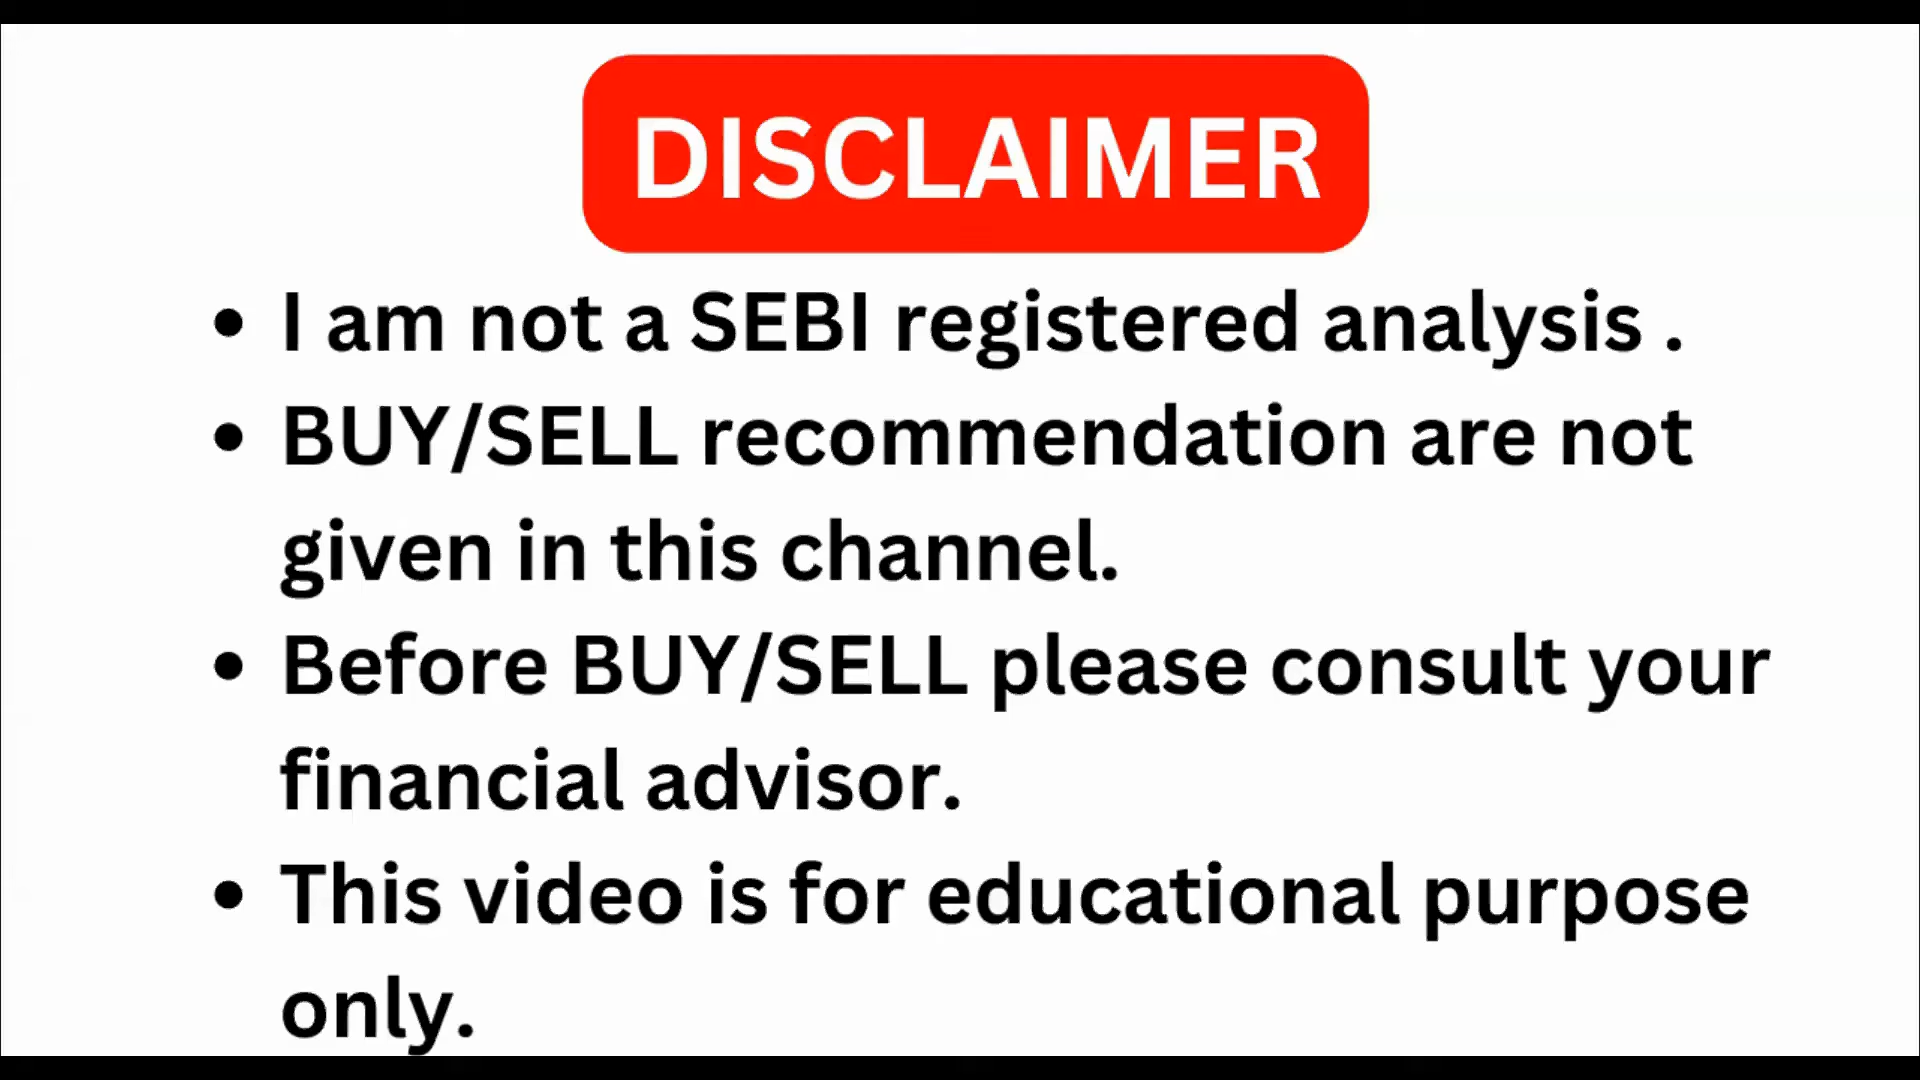 DISCLAIMER
• I am not a SEBI registered analysis .
• BUY/SELL recommendation are not
given in this channel.
• Before BUY/SELL please consult your
financial advisor.
• This video is for educational purpose
only.